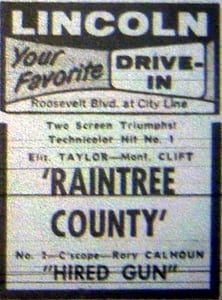 LINCOLN
Your
Favorite
DRIVE-
IN
Roosevelt Blvd. at City Line
Two Screen Triumphs!
Technicolor Hit No. 1
Eliz. TAYLOR—Mont. CLIFT
'RAINTREE
COUNTY'
No. 2—C'scope—Rory CALHOUN
"HIRED GUN"